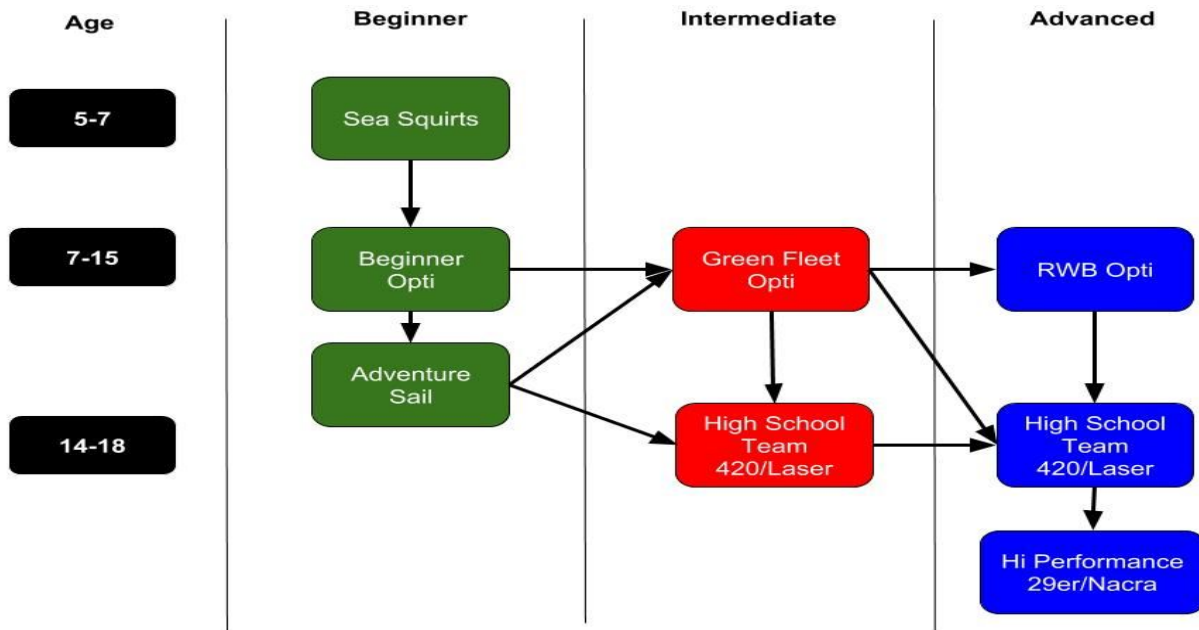 Age
Beginner
Intermediate
Advanced
5-7
Sea Squirts
7-15
Beginner
Opti
Green Fleet
Opti
RWB Opti
Adventure
Sail
14-18
High School
Team
420/Laser
High School
Team
420/Laser
Hi Performance
29er/Nacra